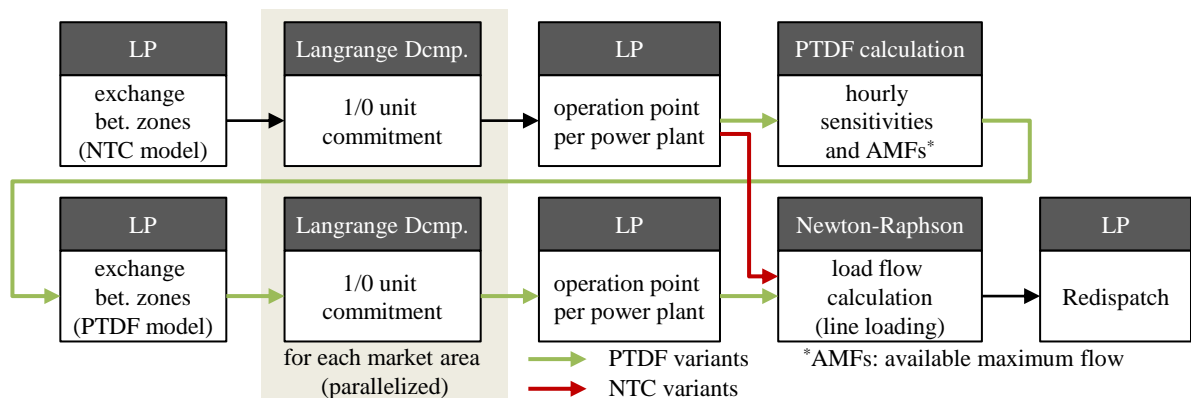 LP
exchange
bet. zones
(NTC model)
Langrange Dcmp.
1/0 unit
commitment
LP
operation point
per power plant
PTDF calculation
hourly
sensitivities
and AMFs*
LP
exchange
bet. zones
(PTDF model)
Langrange Dcmp.
1/0 unit
commitment
LP
operation point
per power plant
Newton-Raphson
load flow
calculation
(line loading)
LP
Redispatch
for each market area
(parallelized)
PTDF variants
NTC variants
*AMFs: available maximum flow